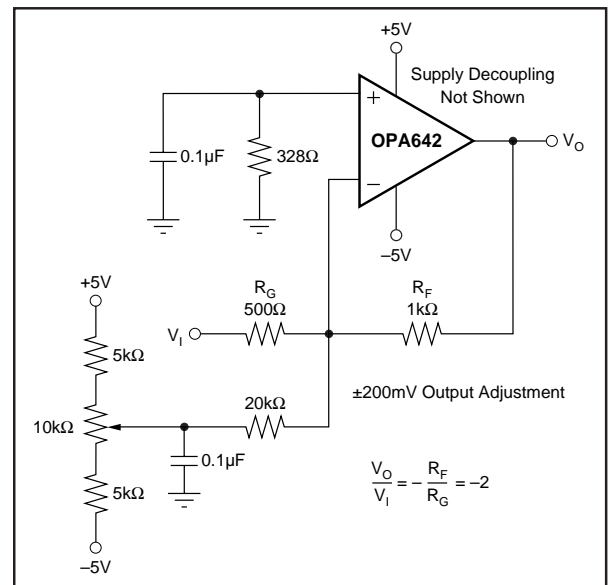 +5V
Supply Decoupling
Not Shown
+
OPA642
0.1µF
328Ω
−
V_O
−5V
+5V
R_G
500Ω
R_F
1kΩ
V_I
5kΩ
±200mV Output Adjustment
20kΩ
10kΩ
0.1µF
5kΩ
V_O/V_I = − R_F/R_G = −2
−5V